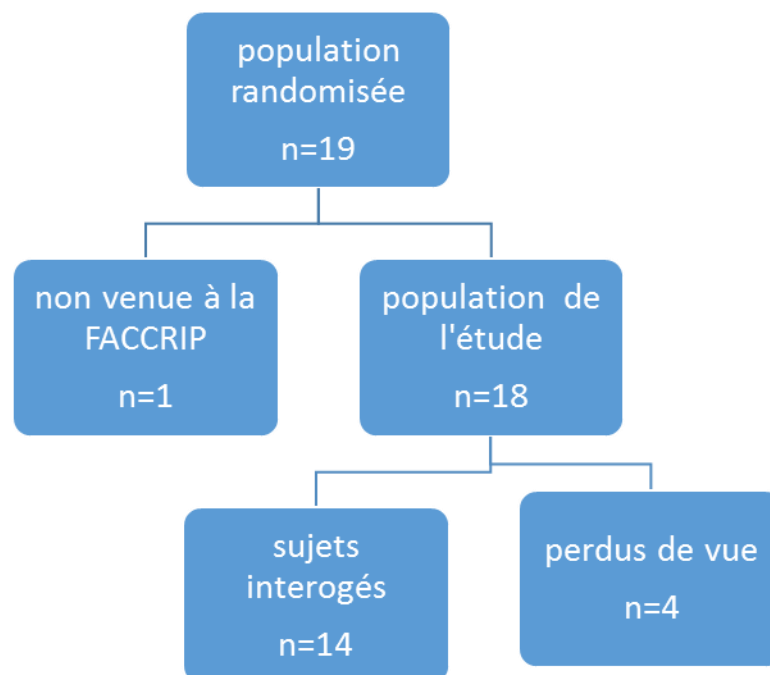 population
randomisée
n=19
non venue à la
FACCRIP
n=1
population de
l'étude
n=18
sujets
interogés
n=14
perdus de vue
n=4